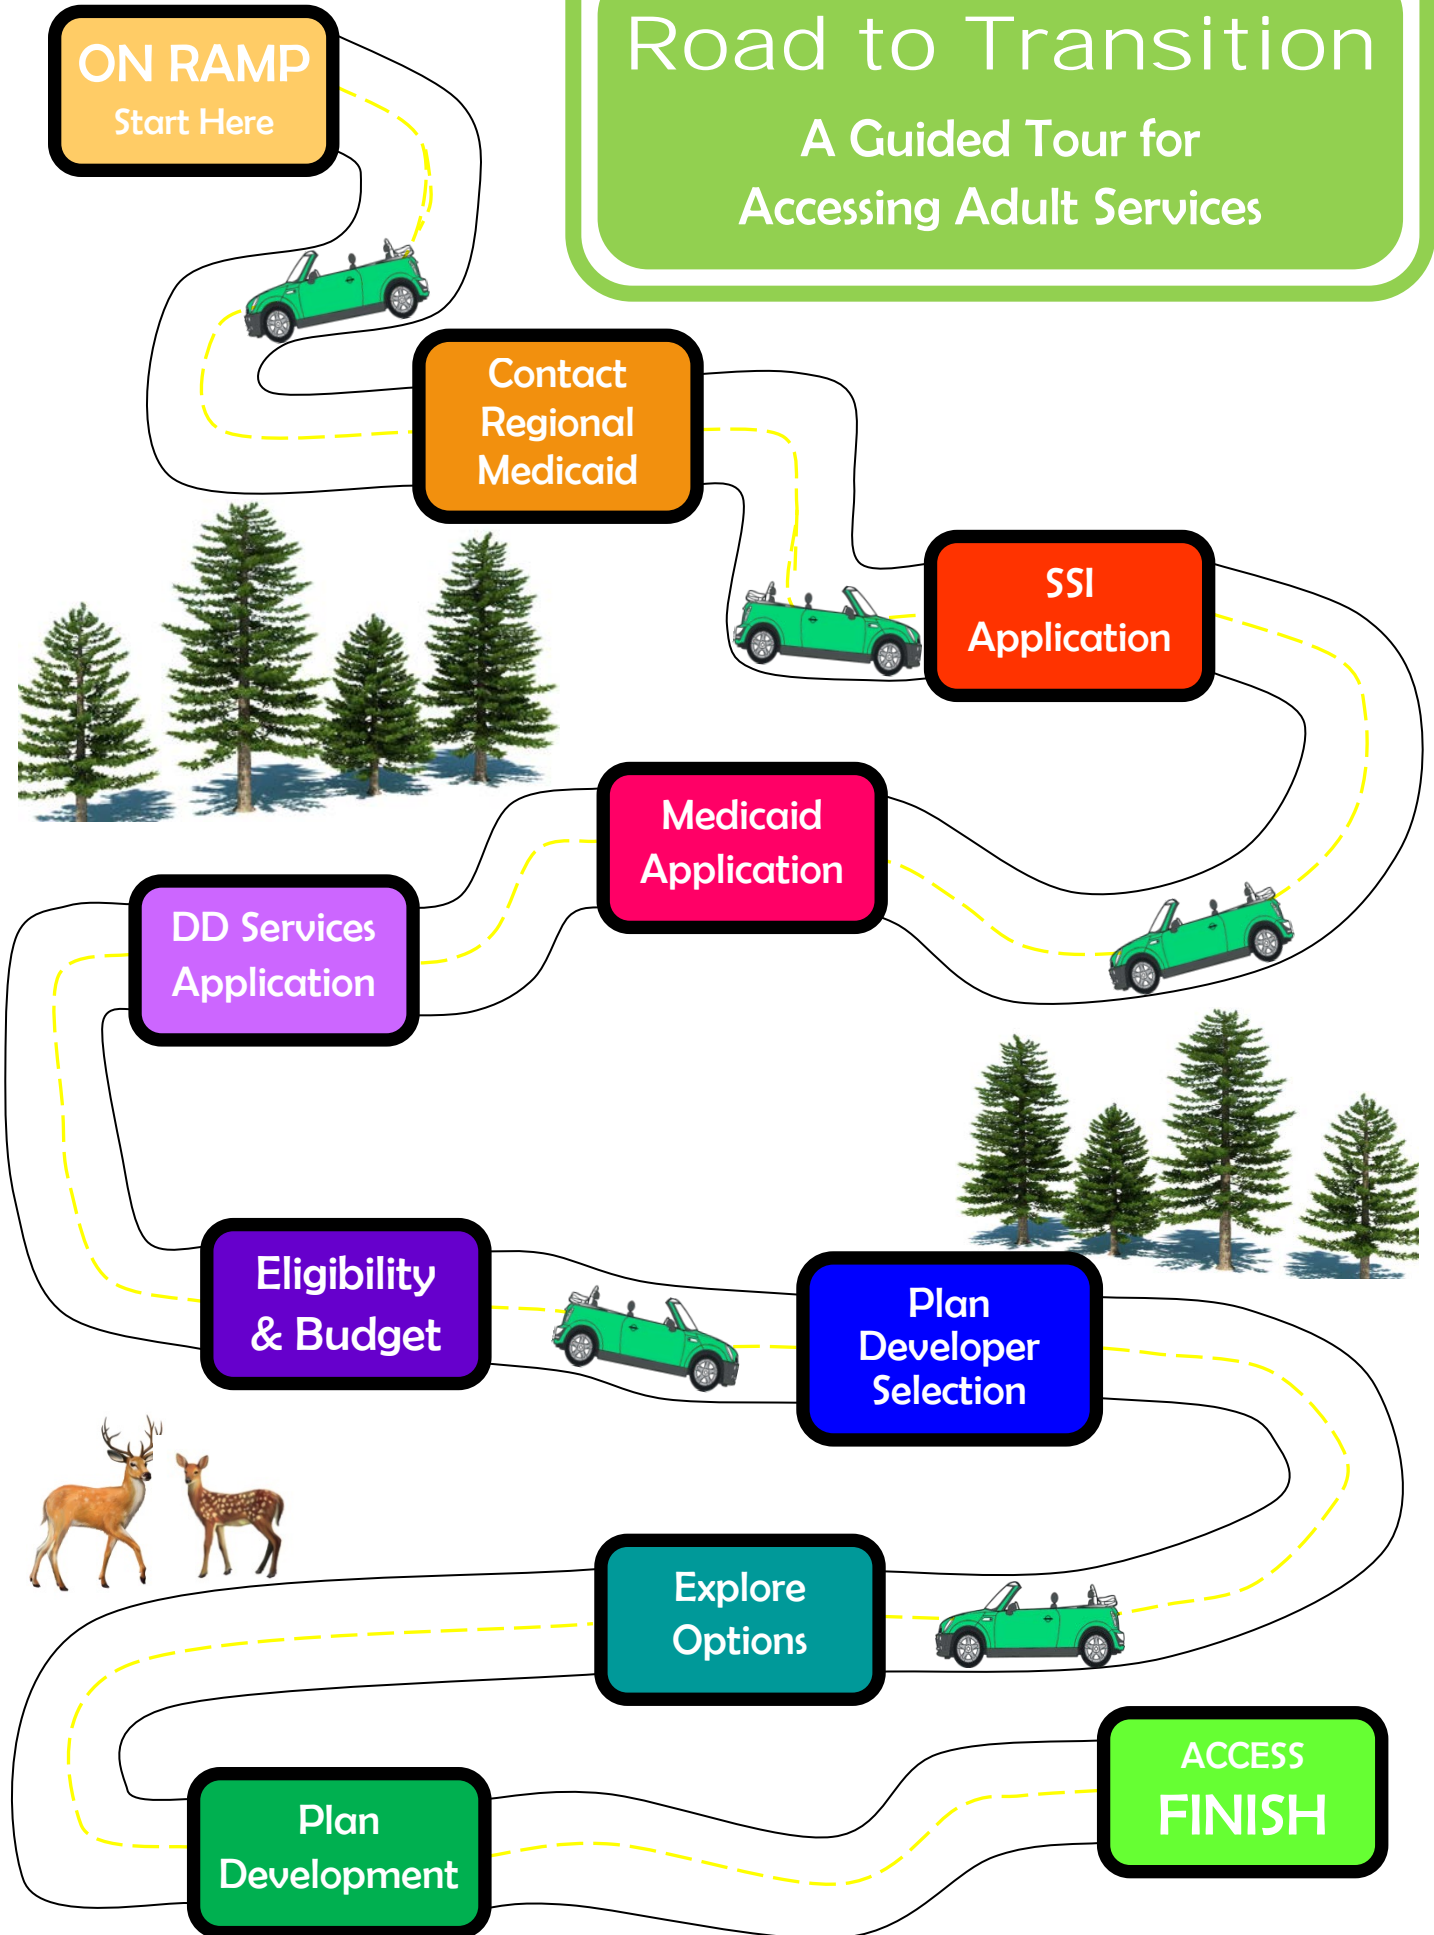 Road to Transition
A Guided Tour for
Accessing Adult Services
ON RAMP
Start Here
Contact
Regional
Medicaid
SSI
Application
Medicaid
Application
DD Services
Application
Eligibility
& Budget
Plan
Developer
Selection
Explore
Options
Plan
Development
ACCESS
FINISH